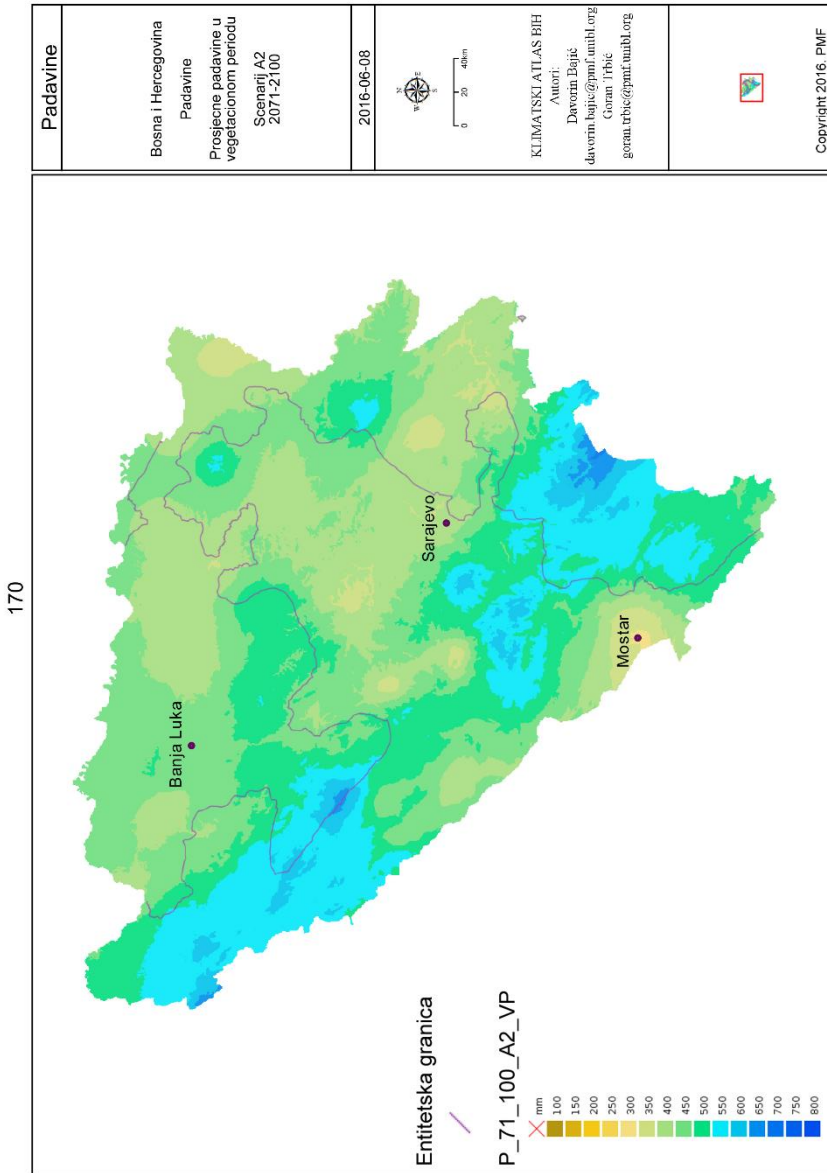 170
Padavine
Bosna i Hercegovina
Padavine
Prosjecne padavine u
vegetacionom periodu
Scenarij A2
2071-2100
2016-06-08
N
W E
S
0 20 40km
KLIMATSKI ATLAS BIH
Autori:
Davorin Bajić
davorin.bajic@pmf.unibl.org
Goran Trbić
goran.trbic@pmf.unibl.org
Copyright 2016. PMF
Banja Luka
Sarajevo
Mostar
Entitetska granica
P_71_100_A2_VP
mm
100
150
200
250
300
350
400
450
500
550
600
650
700
750
800